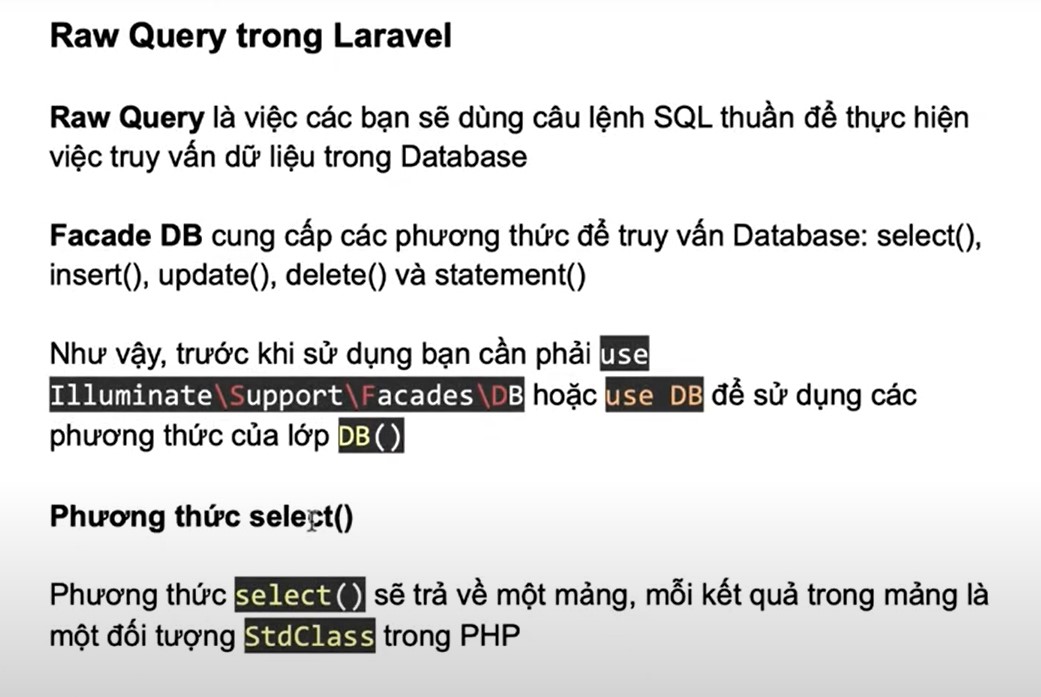 Raw Query trong Laravel
Raw Query là việc các bạn sẽ dùng câu lệnh SQL thuần để thực hiện
việc truy vấn dữ liệu trong Database
Facade DB cung cấp các phương thức để truy vấn Database: select(),
insert(), update(), delete() và statement()
Như vậy, trước khi sử dụng bạn cần phải use
Illuminate\Support\Facades\DB hoặc use DB để sử dụng các
phương thức của lớp DB()
Phương thức select()
Phương thức select() sẽ trả về một mảng, mỗi kết quả trong mảng là
một đối tượng StdClass trong PHP